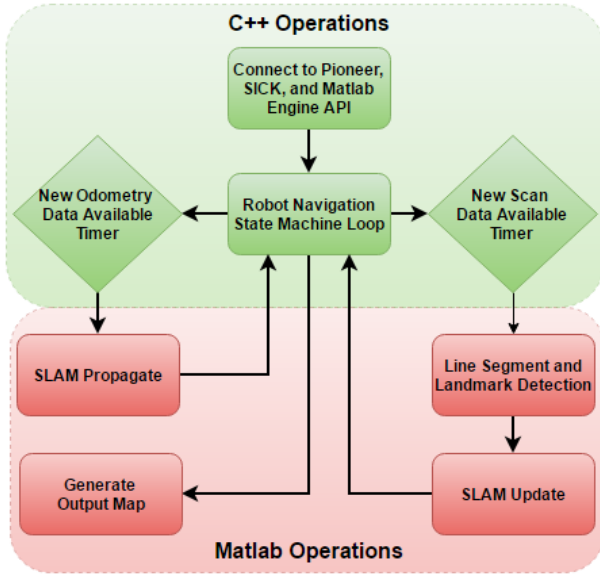 C++ Operations
Connect to Pioneer,
SICK, and Matlab
Engine API
New Odometry
Data Available
Timer
Robot Navigation
State Machine Loop
New Scan
Data Available
Timer
SLAM Propagate
Line Segment and
Landmark Detection
Generate
Output Map
SLAM Update
Matlab Operations